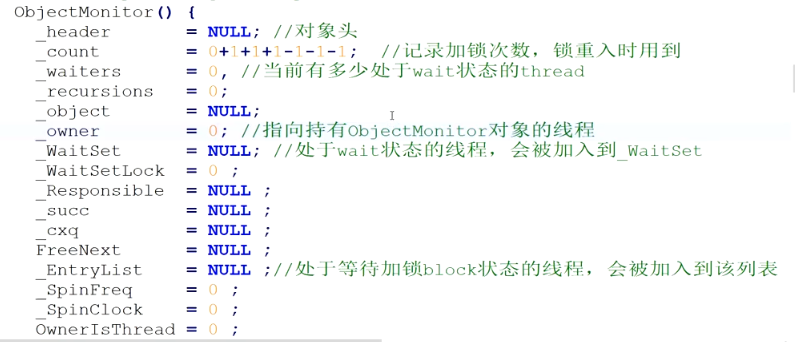 ObjectMonitor() {
_header = NULL; //对象头
_count = 0+1+1+1-1-1-1; //记录加锁次数，锁重入时用到
_waiters = 0, //当前有多少处于wait状态的thread
_recursions = 0;
_object = NULL;
_owner = 0; //指向持有ObjectMonitor对象的线程
_WaitSet = NULL; //处于wait状态的线程，会被加入到_WaitSet
_WaitSetLock = 0 ;
_Responsible = NULL ;
_succ = NULL ;
_cxq = NULL ;
FreeNext = NULL ;
_EntryList = NULL ;//处于等待加锁block状态的线程，会被加入到该列表
_SpinFreq = 0 ;
_SpinClock = 0 ;
OwnerIsThread = 0 ;